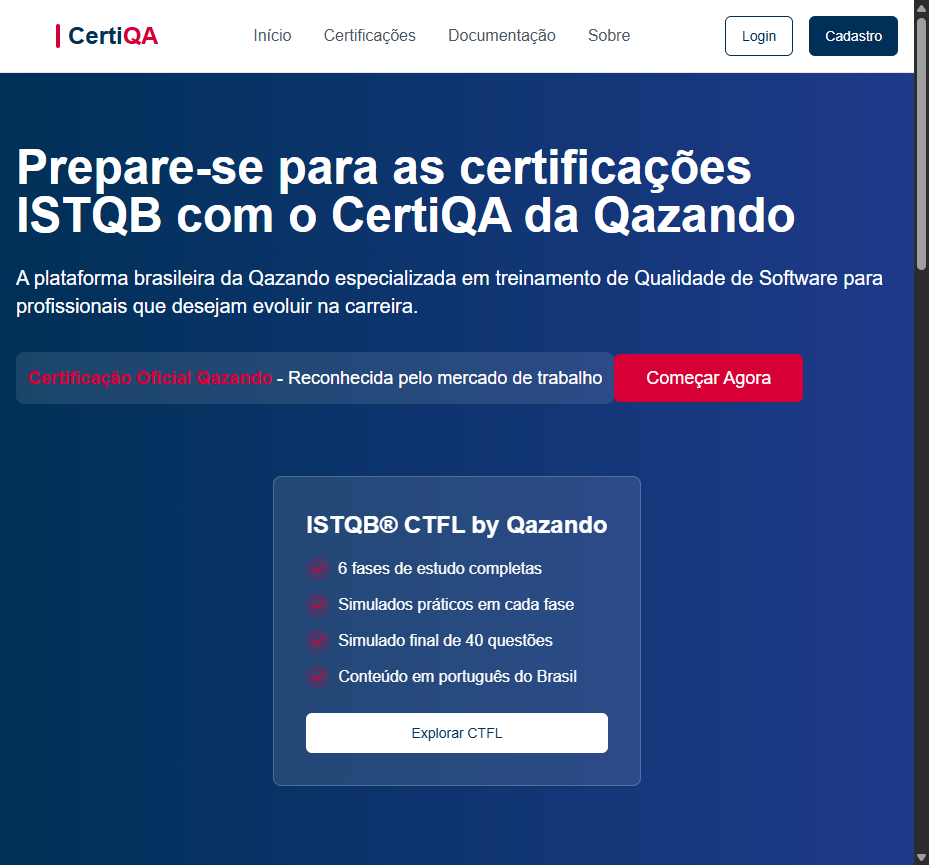 CertiQA
Início Certificações Documentação Sobre Login Cadastro
Prepare-se para as certificações
ISTQB com o CertiQA da Qazando
A plataforma brasileira da Qazando especializada em treinamento de Qualidade de Software para
profissionais que desejam evoluir na carreira.
Certificação Oficial Qazando - Reconhecida pelo mercado de trabalho
Começar Agora
ISTQB® CTFL by Qazando
6 fases de estudo completas
Simulados práticos em cada fase
Simulado final de 40 questões
Conteúdo em português do Brasil
Explorar CTFL